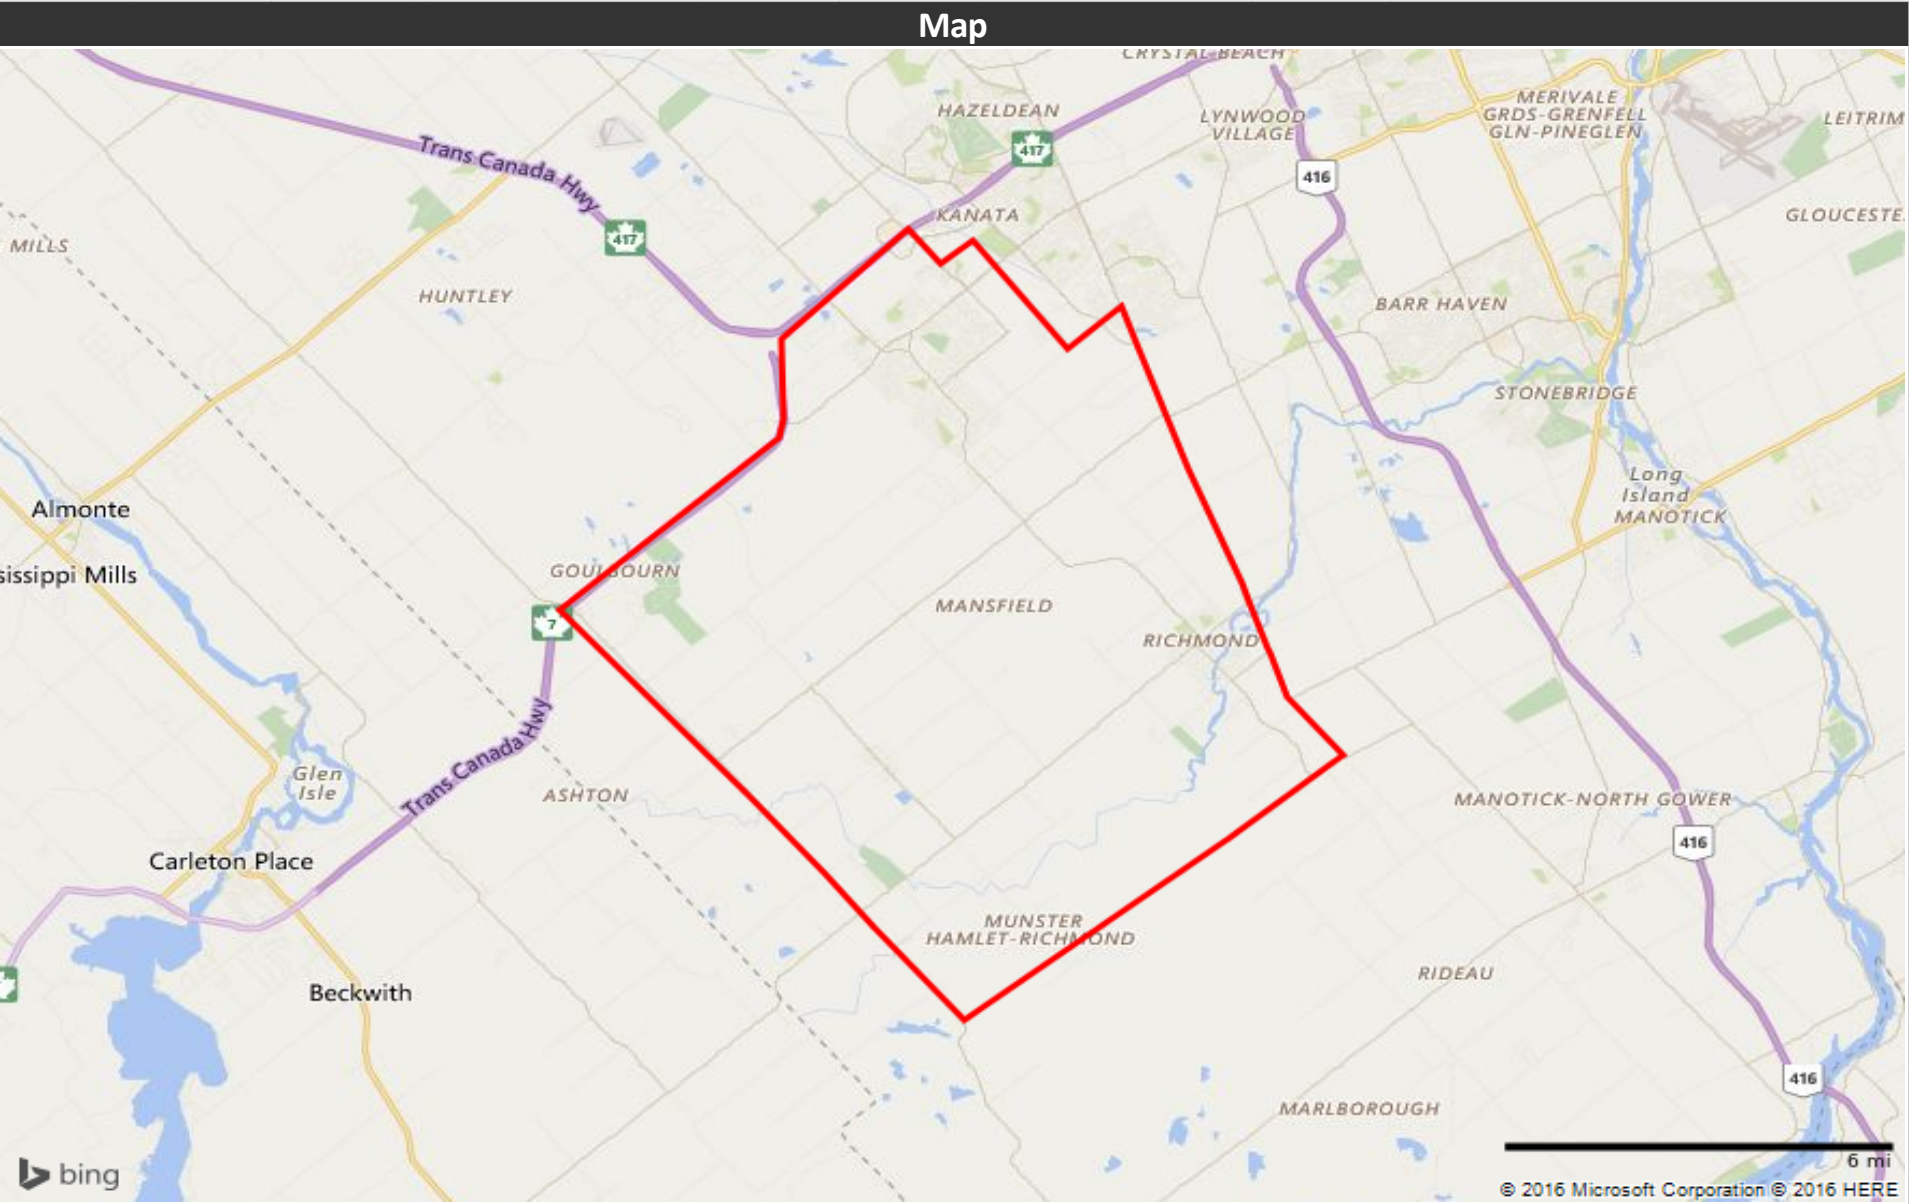 Map
CRYSTAL BEACH
HAZELDEAN
MERIVALE
GRDS-GRENFELL
GLN-PINEGLEN
LYNWOOD
VILLAGE
LEITRIM
417
Trans Canada Hwy
416
KANATA
GLOUCESTE
MILLS
417
HUNTLEY
BARR HAVEN
STONEBRIDGE
Long
Island
MANOTICK
Almonte
sissippi Mills
GOULBOURN
7
MANSFIELD
RICHMOND
Trans Canada Hwy
Glen
Isle
ASHTON
MANOTICK-NORTH GOWER
416
Carleton Place
MUNSTER
HAMLET-RICHMOND
RIDEAU
Beckwith
416
MARLBOROUGH
6 mi
bing
© 2016 Microsoft Corporation © 2016 HERE